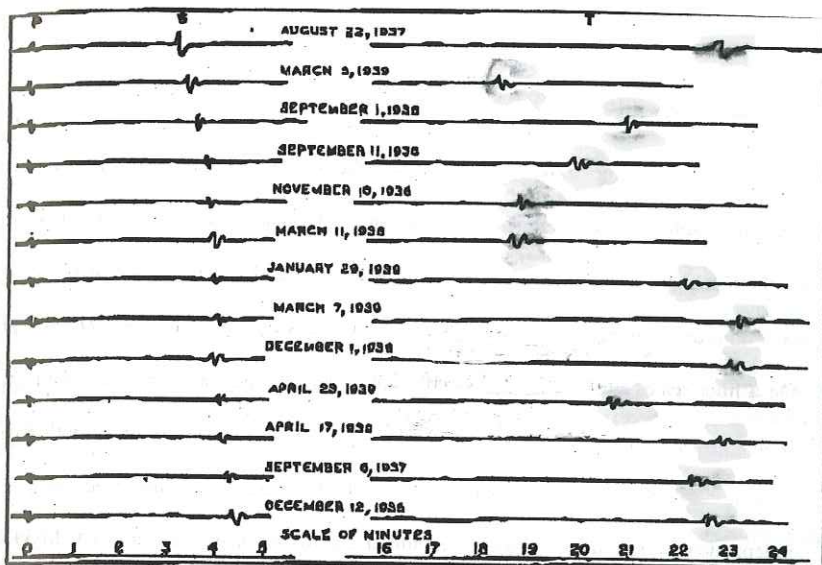 P S T
AUGUST 22, 1937
MARCH 3, 1939
SEPTEMBER 1, 1938
SEPTEMBER 11, 1938
NOVEMBER 10, 1936
MARCH 11, 1938
JANUARY 29, 1939
MARCH 7, 1939
DECEMBER 1, 1938
APRIL 23, 1939
APRIL 17, 1938
SEPTEMBER 6, 1937
DECEMBER 12, 1936
SCALE OF MINUTES
0 1 2 3 4 5 16 17 18 19 20 21 22 23 24